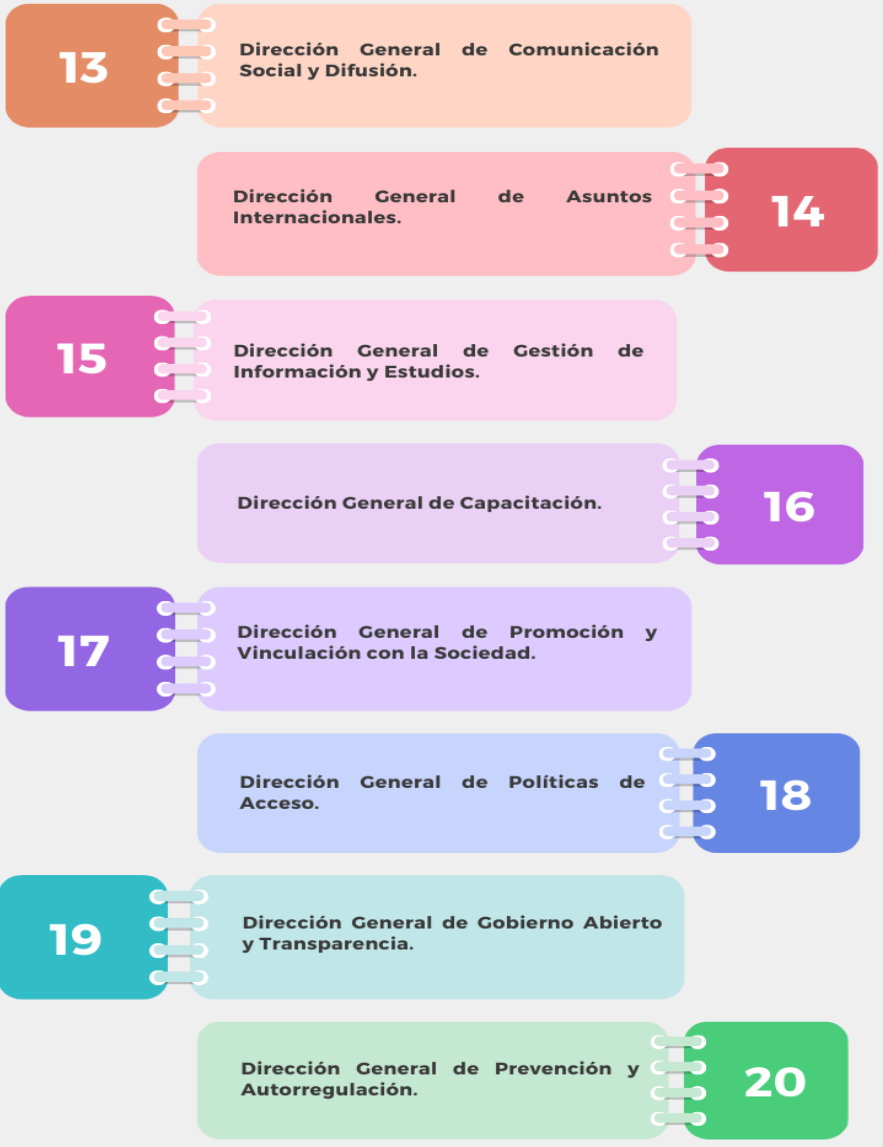 13
Dirección General de Comunicación
Social y Difusión.
Dirección General de Asuntos
Internacionales.
14
15
Dirección General de Gestión de
Información y Estudios.
Dirección General de Capacitación.
16
17
Dirección General de Promoción y
Vinculación con la Sociedad.
Dirección General de Políticas de
Acceso.
18
19
Dirección General de Gobierno Abierto
y Transparencia.
Dirección General de Prevención y
Autorregulación.
20